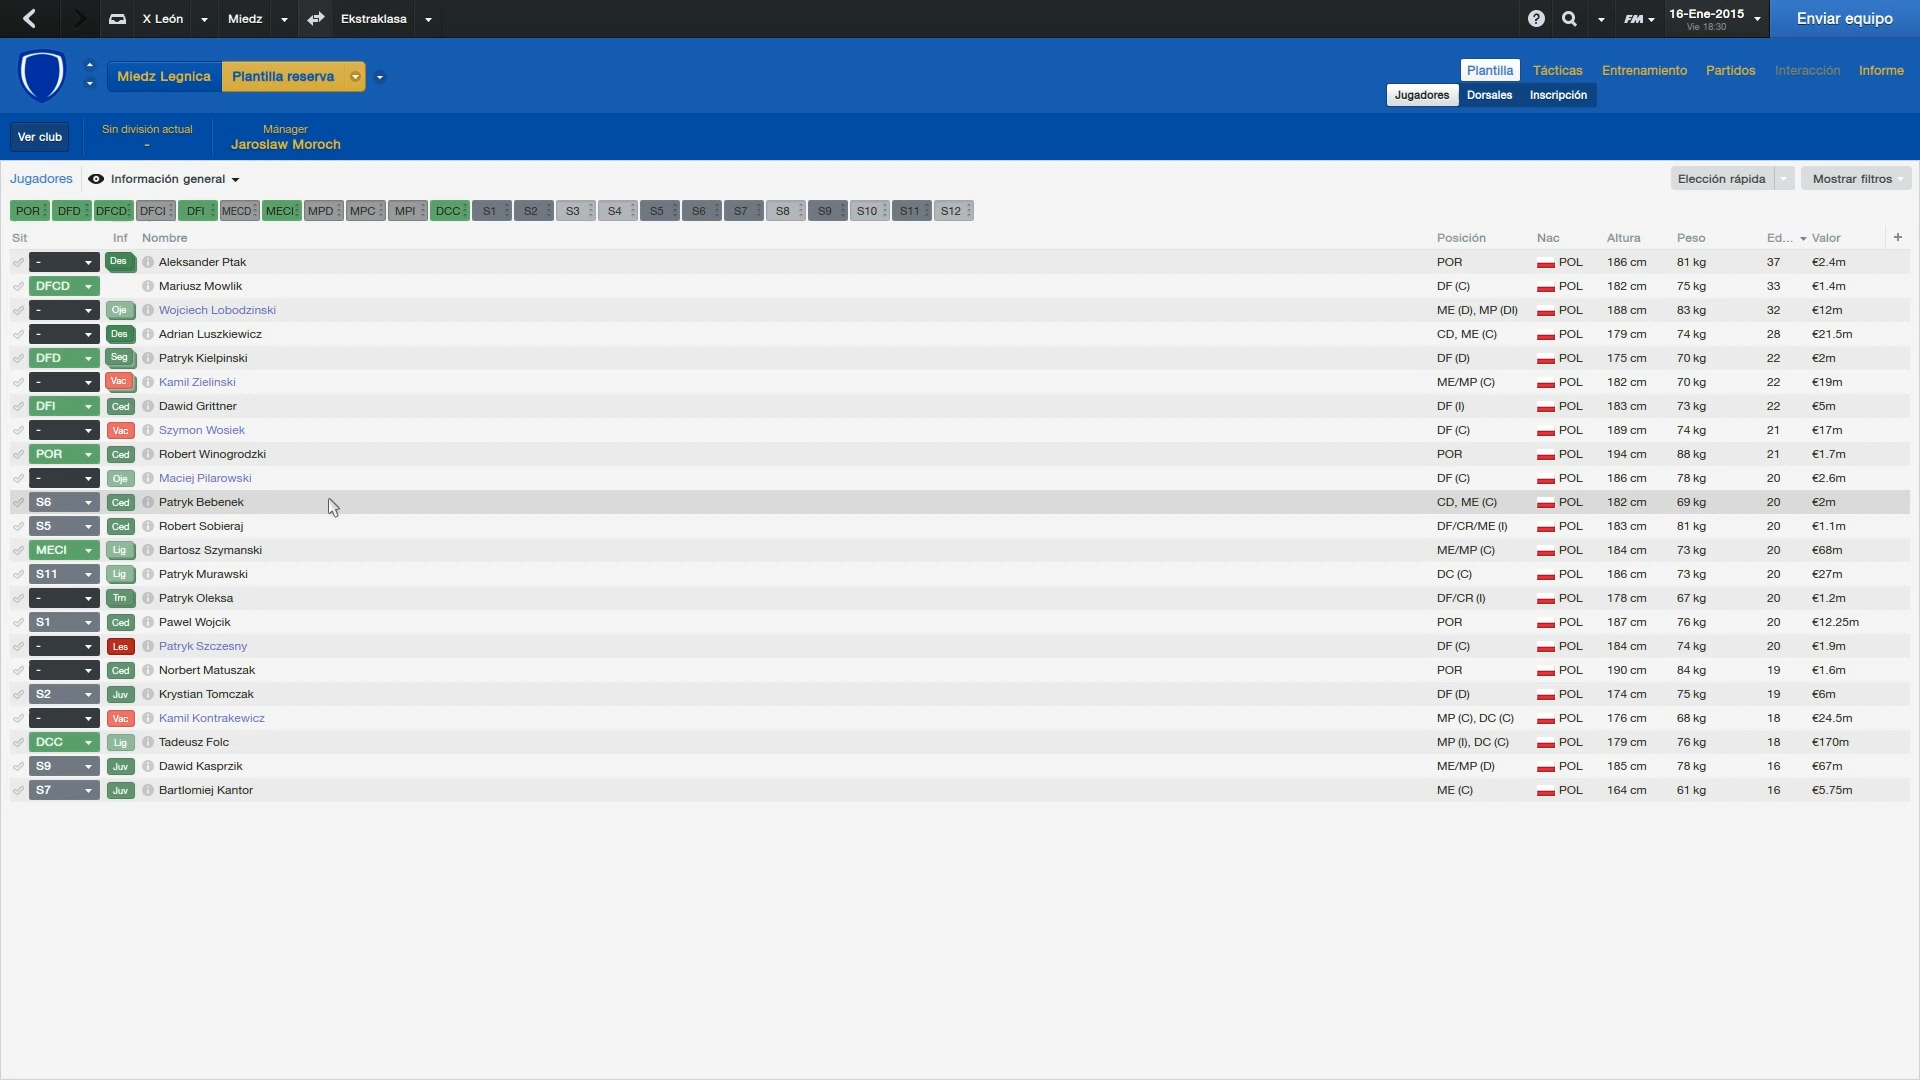 X León Miedz Ekstraklasa 16-Ene-2015 Vie 18:30 Enviar equipo
Miedz Legnica Plantilla reserva Plantilla Tácticas Entrenamiento Partidos Interacción Informe
Jugadores Dorsales Inscripción
Ver club Sin división actual - Mánager Jaroslaw Moroch
Jugadores Información general Elección rápida Mostrar filtros
POR DFD DFCD DFCI DFI MECD MECI MPD MPC MPI DCC S1 S2 S3 S4 S5 S6 S7 S8 S9 S10 S11 S12
Sit Inf Nombre Posición Nac Altura Peso Ed... Valor +
- Des Aleksander Ptak POR POL 186 cm 81 kg 37 €2.4m
DFCD Mariusz Mowlik DF (C) POL 182 cm 75 kg 33 €1.4m
- Oje Wojciech Lobodzinski ME (D), MP (DI) POL 188 cm 83 kg 32 €12m
- Des Adrian Luszkiewicz CD, ME (C) POL 179 cm 74 kg 28 €21.5m
DFD Seg Patryk Kielpinski DF (D) POL 175 cm 70 kg 22 €2m
- Vac Kamil Zielinski ME/MP (C) POL 182 cm 70 kg 22 €19m
DFI Ced Dawid Grittner DF (I) POL 183 cm 73 kg 22 €5m
- Vac Szymon Wosiek DF (C) POL 189 cm 74 kg 21 €17m
POR Ced Robert Winogrodzki POR POL 194 cm 88 kg 21 €1.7m
- Oje Maciej Pilarowski DF (C) POL 186 cm 78 kg 20 €2.6m
S6 Ced Patryk Bebenek CD, ME (C) POL 182 cm 69 kg 20 €2m
S5 Ced Robert Sobieraj DF/CR/ME (I) POL 183 cm 81 kg 20 €1.1m
MECI Lig Bartosz Szymanski ME/MP (C) POL 184 cm 73 kg 20 €68m
S11 Lig Patryk Murawski DC (C) POL 186 cm 73 kg 20 €27m
- Trn Patryk Oleksa DF/CR (I) POL 178 cm 67 kg 20 €1.2m
S1 Ced Pawel Wojcik POR POL 187 cm 76 kg 20 €12.25m
- Les Patryk Szczesny DF (C) POL 184 cm 74 kg 20 €1.9m
- Ced Norbert Matuszak POR POL 190 cm 84 kg 19 €1.6m
S2 Juv Krystian Tomczak DF (D) POL 174 cm 75 kg 19 €6m
- Vac Kamil Kontrakewicz MP (C), DC (C) POL 176 cm 68 kg 18 €24.5m
DCC Lig Tadeusz Folc MP (I), DC (C) POL 179 cm 76 kg 18 €170m
S9 Juv Dawid Kasprzik ME/MP (D) POL 185 cm 78 kg 16 €67m
S7 Juv Bartlomiej Kantor ME (C) POL 164 cm 61 kg 16 €5.75m